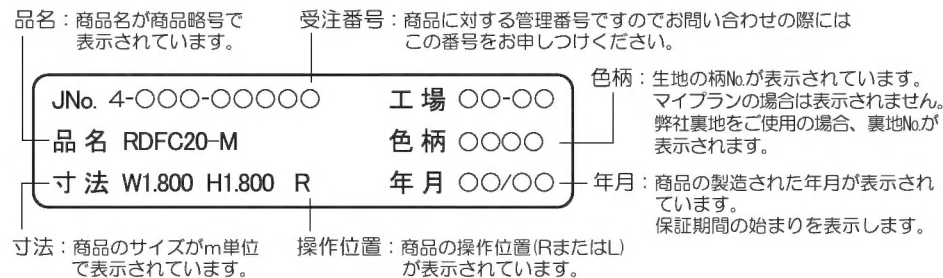 品名：商品名が商品略号で
表示されています。
受注番号：商品に対する管理番号ですのでお問い合わせの際には
この番号をお申しつけください。
JNo. 4-○○○-○○○○○ 工場 ○○-○○
品名 RDFC20-M 色柄 ○○○○
寸法 W1.800 H1.800 R 年月 ○○/○○
色柄：生地の柄№が表示されています。
マイプランの場合は表示されません。
弊社裏地をご使用の場合、裏地№が
表示されます。
年月：商品の製造された年月が表示され
ています。
保証期間の始まりを表示します。
寸法：商品のサイズがm単位
で表示されています。
操作位置：商品の操作位置(RまたはL)
が表示されています。